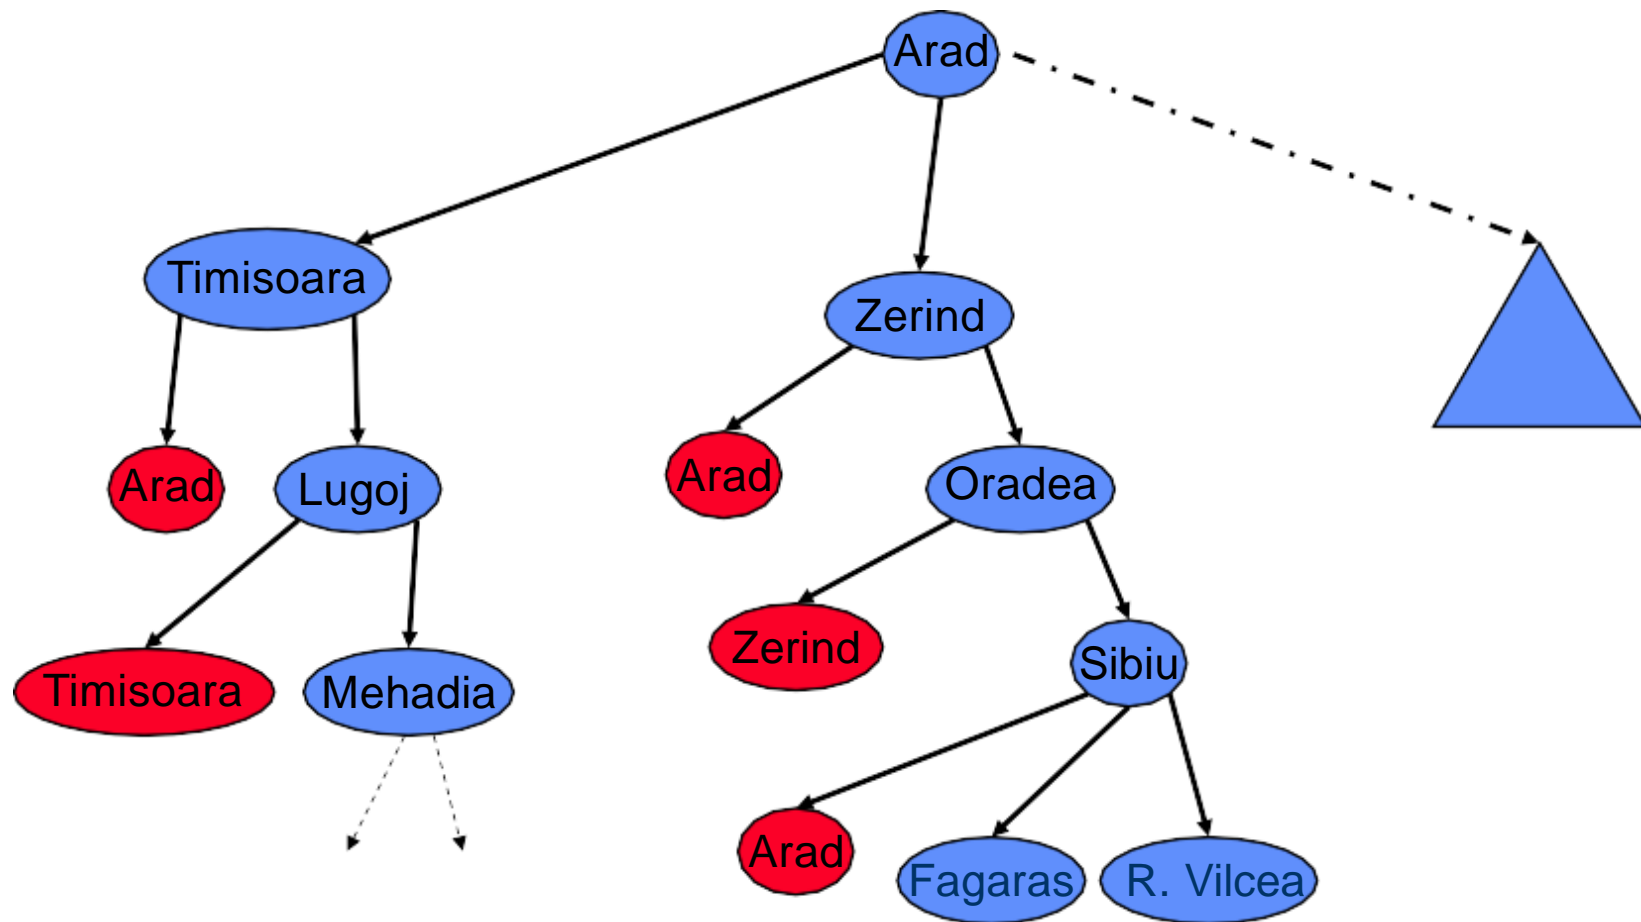 Arad
Timisoara
Zerind
Arad
Lugoj
Arad
Oradea
Timisoara
Mehadia
Zerind
Sibiu
Arad
Fagaras
R. Vilcea